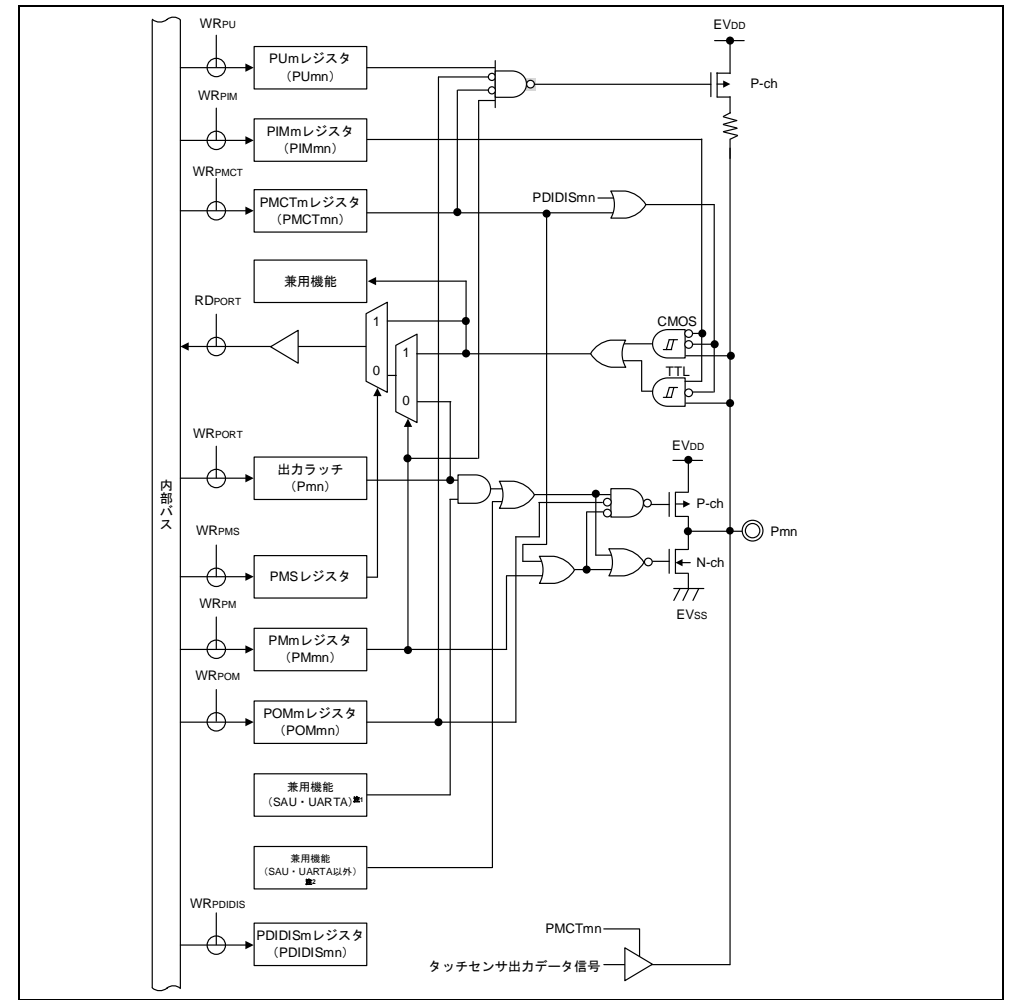 WRPU
EVDD
PUmレジスタ
(PUmn)
P-ch
WRPIM
PIMmレジスタ
(PIMmn)
WRPMCT
PMCTmレジスタ
(PMCTmn)
PDIDISmn
兼用機能
RDPORT
1
0
1
0
CMOS
TTL
WRPORT
出力ラッチ
(Pmn)
EVDD
P-ch
Pmn
N-ch
EVSS
内部バス
WRPMS
PMSレジスタ
WRPM
PMmレジスタ
(PMmn)
WRPOM
POMmレジスタ
(POMmn)
兼用機能
(SAU・UARTA)注1
兼用機能
(SAU・UARTA以外)
注2
WRPDIDIS
PDIDISmレジスタ
(PDIDISmn)
PMCTmn
タッチセンサ出力データ信号